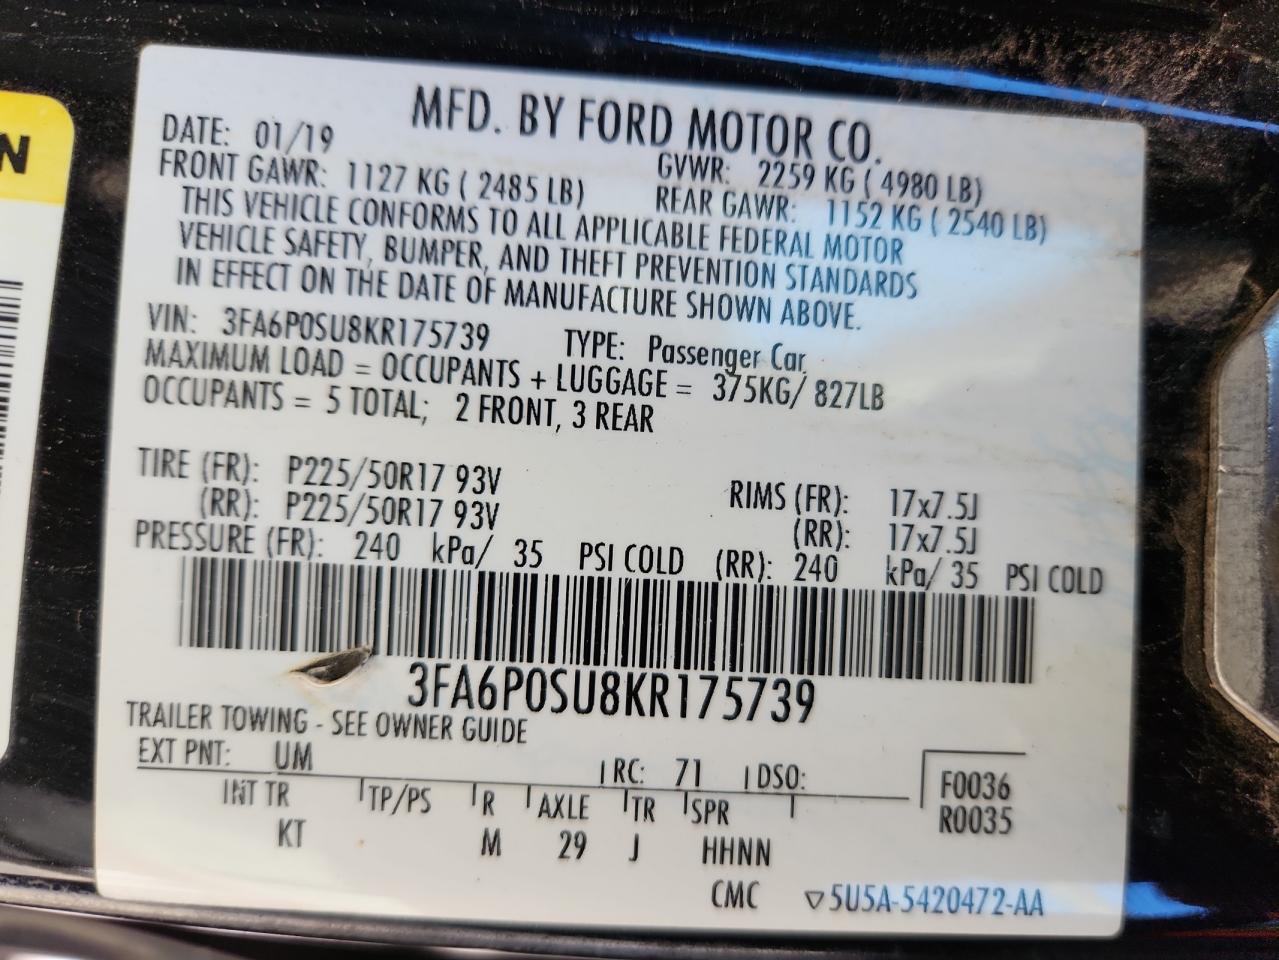 N
MFD. BY FORD MOTOR CO.
DATE: 01/19 GVWR: 2259 KG ( 4980 LB)
FRONT GAWR: 1127 KG ( 2485 LB) REAR GAWR: 1152 KG ( 2540 LB)
THIS VEHICLE CONFORMS TO ALL APPLICABLE FEDERAL MOTOR
VEHICLE SAFETY, BUMPER, AND THEFT PREVENTION STANDARDS
IN EFFECT ON THE DATE OF MANUFACTURE SHOWN ABOVE.
VIN: 3FA6P0SU8KR175739 TYPE: Passenger Car
MAXIMUM LOAD = OCCUPANTS + LUGGAGE = 375KG/ 827LB
OCCUPANTS = 5 TOTAL; 2 FRONT, 3 REAR
TIRE (FR): P225/50R17 93V RIMS (FR): 17x7.5J
(RR): P225/50R17 93V (RR): 17x7.5J
PRESSURE (FR): 240 kPa/ 35 PSI COLD (RR): 240 kPa/ 35 PSI COLD
3FA6P0SU8KR175739
TRAILER TOWING - SEE OWNER GUIDE
EXT PNT: UM RC: 71 DSO: F0036
INT TR TP/PS R AXLE TR SPR R0035
KT M 29 J HHNN
CMC ▽5U5A-5420472-AA